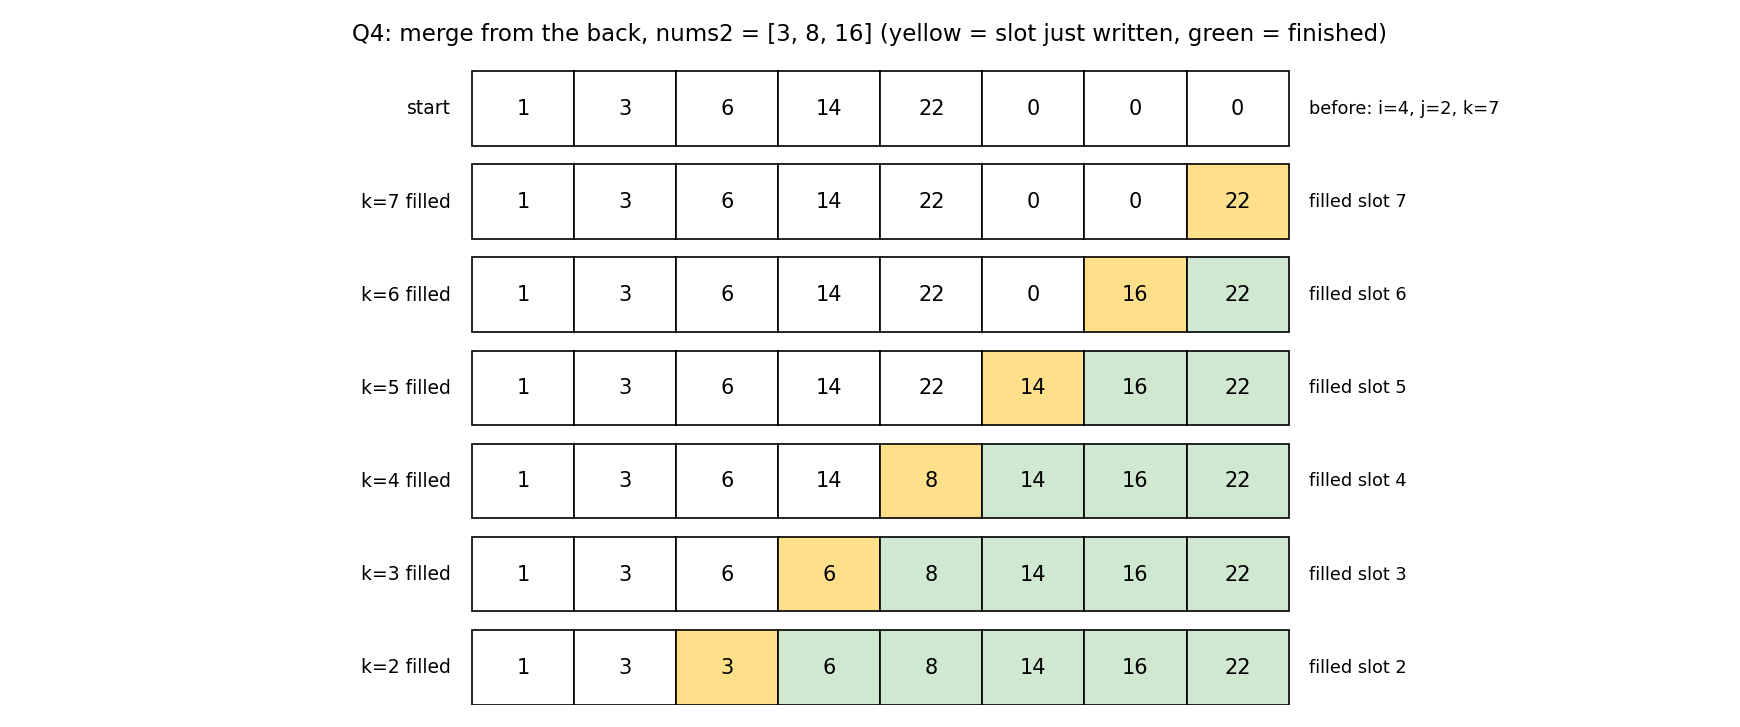 Q4: merge from the back, nums2 = [3, 8, 16] (yellow = slot just written, green = finished)
start 1 3 6 14 22 0 0 0 before: i=4, j=2, k=7
k=7 filled 1 3 6 14 22 0 0 22 filled slot 7
k=6 filled 1 3 6 14 22 0 16 22 filled slot 6
k=5 filled 1 3 6 14 22 14 16 22 filled slot 5
k=4 filled 1 3 6 14 8 14 16 22 filled slot 4
k=3 filled 1 3 6 6 8 14 16 22 filled slot 3
k=2 filled 1 3 3 6 8 14 16 22 filled slot 2